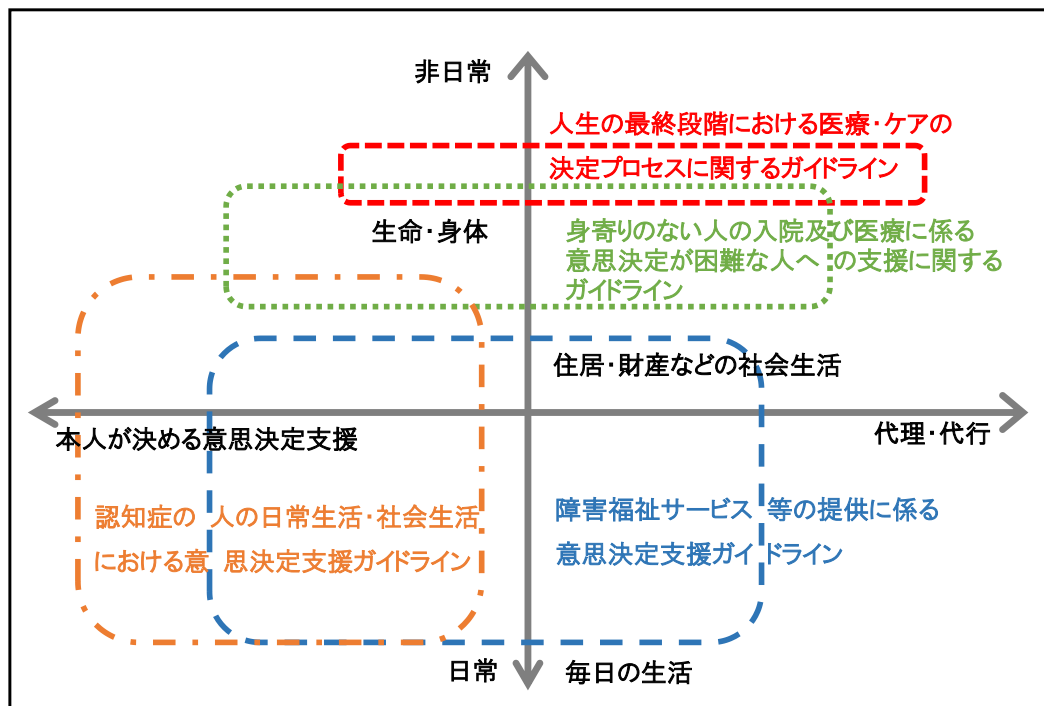 非日常
人生の最終段階における医療・ケアの
決定プロセスに関するガイドライン
生命・身体
身寄りのない人の入院及び医療に係る
意思決定が困難な人への支援に関する
ガイドライン
住居・財産などの社会生活
本人が決める意思決定支援
代理・代行
認知症の人の日常生活・社会生活
における意思決定支援ガイドライン
障害福祉サービス等の提供に係る
意思決定支援ガイドライン
日常
毎日の生活